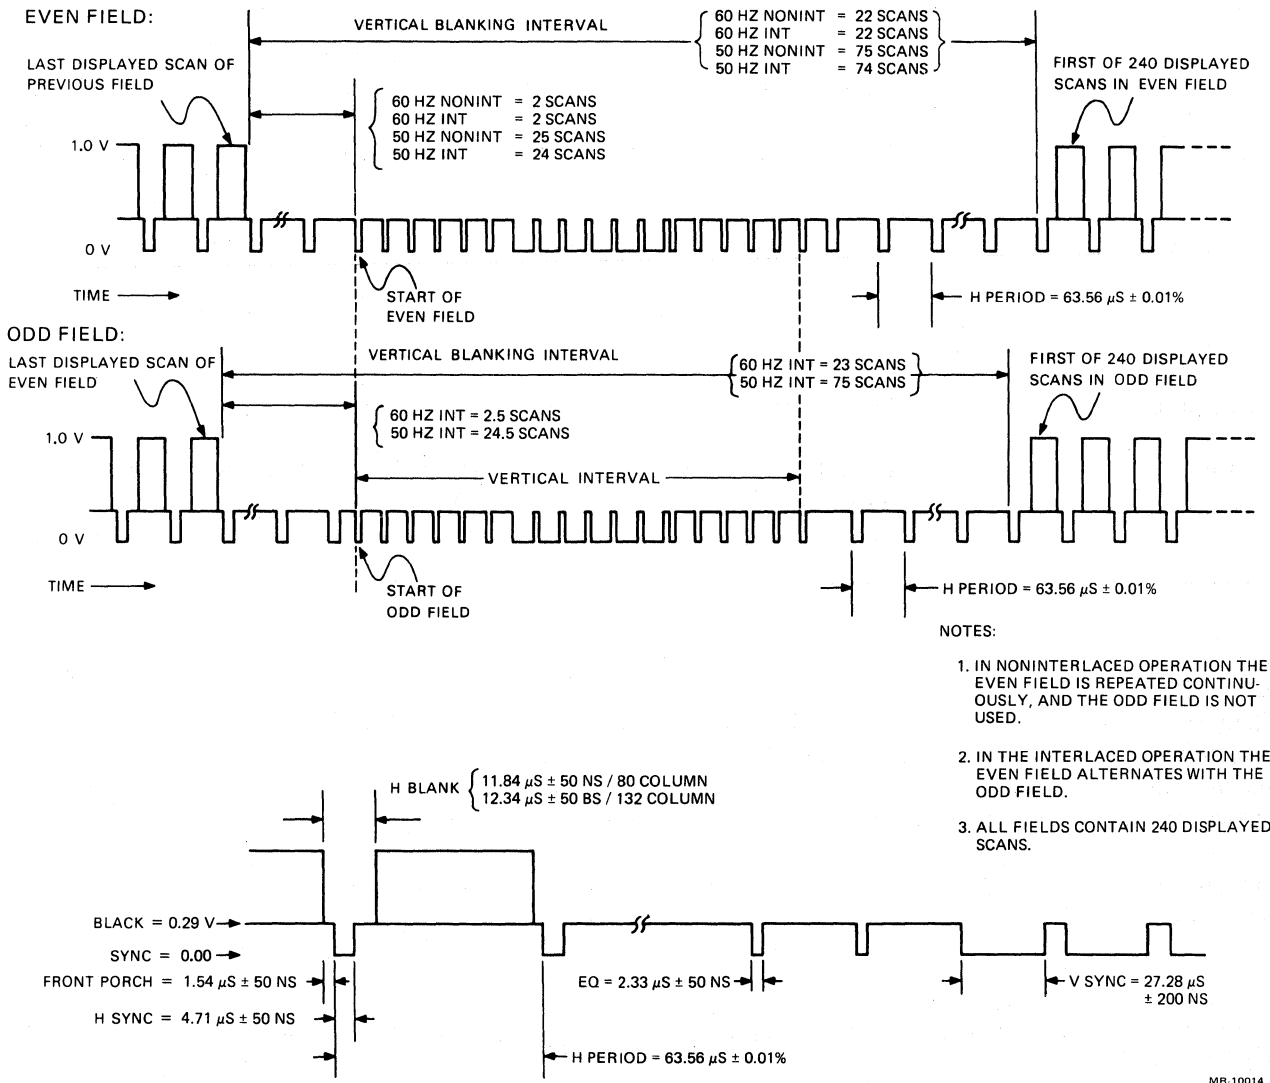 EVEN FIELD:
VERTICAL BLANKING INTERVAL
60 HZ NONINT = 22 SCANS
60 HZ INT = 22 SCANS
50 HZ NONINT = 75 SCANS
50 HZ INT = 74 SCANS
LAST DISPLAYED SCAN OF
PREVIOUS FIELD
FIRST OF 240 DISPLAYED
SCANS IN EVEN FIELD
60 HZ NONINT = 2 SCANS
60 HZ INT = 2 SCANS
50 HZ NONINT = 25 SCANS
50 HZ INT = 24 SCANS
1.0 V
0 V
TIME
START OF
EVEN FIELD
H PERIOD = 63.56 µS ± 0.01%
ODD FIELD:
LAST DISPLAYED SCAN OF
EVEN FIELD
VERTICAL BLANKING INTERVAL
60 HZ INT = 23 SCANS
50 HZ INT = 75 SCANS
FIRST OF 240 DISPLAYED
SCANS IN ODD FIELD
60 HZ INT = 2.5 SCANS
50 HZ INT = 24.5 SCANS
1.0 V
VERTICAL INTERVAL
0 V
TIME
START OF
ODD FIELD
H PERIOD = 63.56 µS ± 0.01%
NOTES:
1. IN NONINTERLACED OPERATION THE
EVEN FIELD IS REPEATED CONTINU-
OUSLY, AND THE ODD FIELD IS NOT
USED.
2. IN THE INTERLACED OPERATION THE
EVEN FIELD ALTERNATES WITH THE
ODD FIELD.
3. ALL FIELDS CONTAIN 240 DISPLAYED
SCANS.
H BLANK
11.84 µS ± 50 NS / 80 COLUMN
12.34 µS ± 50 BS / 132 COLUMN
BLACK = 0.29 V
SYNC = 0.00
FRONT PORCH = 1.54 µS ± 50 NS
EQ = 2.33 µS ± 50 NS
V SYNC = 27.28 µS
± 200 NS
H SYNC = 4.71 µS ± 50 NS
H PERIOD = 63.56 µS ± 0.01%
MR-10014